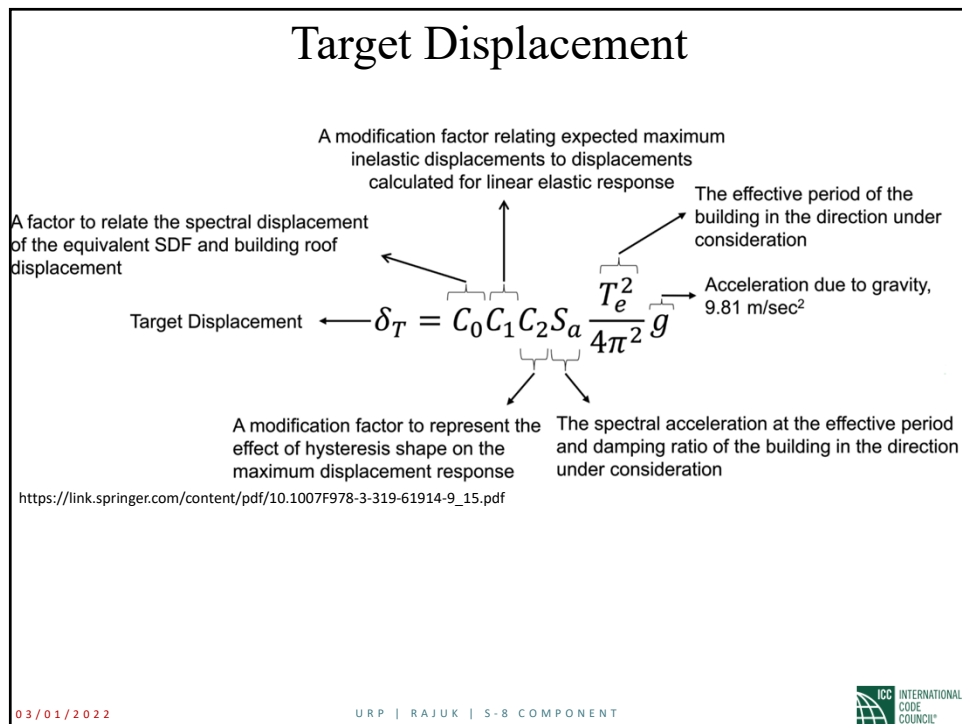 Target Displacement
A modification factor relating expected maximum
inelastic displacements to displacements
calculated for linear elastic response
The effective period of the
building in the direction under
consideration
A factor to relate the spectral displacement
of the equivalent SDF and building roof
displacement
Acceleration due to gravity,
9.81 m/sec²
Target Displacement
δ_T = C₀C₁C₂Sₐ Tₑ²/4π² g
A modification factor to represent the
effect of hysteresis shape on the
maximum displacement response
The spectral acceleration at the effective period
and damping ratio of the building in the direction
under consideration
https://link.springer.com/content/pdf/10.1007F978-3-319-61914-9_15.pdf
03/01/2022
URP | RAJUK | S-8 COMPONENT
ICC INTERNATIONAL
CODE
COUNCIL®